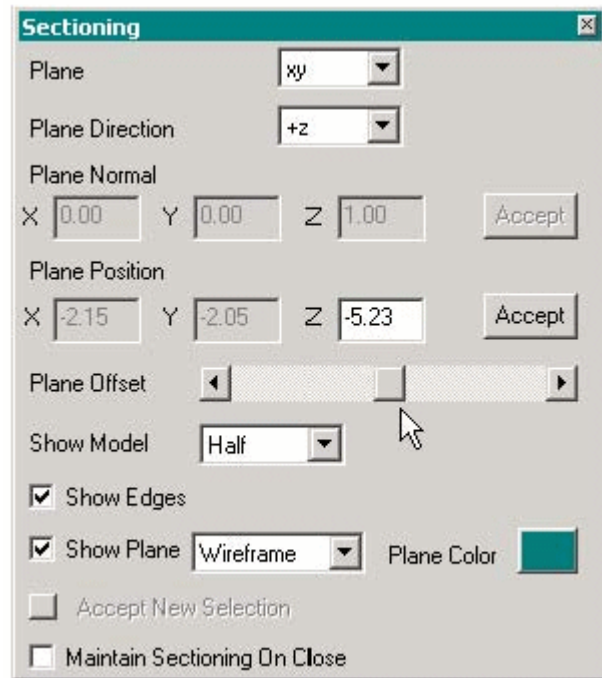 Sectioning
Plane xy
Plane Direction +z
Plane Normal
X 0.00 Y 0.00 Z 1.00 Accept
Plane Position
X -2.15 Y -2.05 Z -5.23 Accept
Plane Offset
Show Model Half
Show Edges
Show Plane Wireframe Plane Color
Accept New Selection
Maintain Sectioning On Close